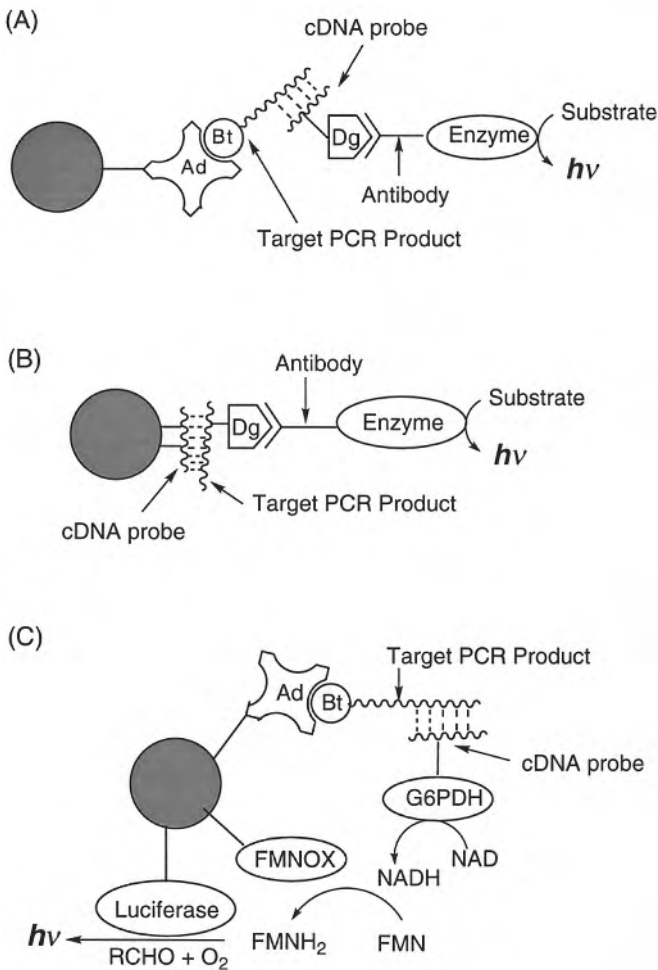 (A)
cDNA probe
Bt
Ad
Dg
Enzyme
Substrate
hν
Antibody
Target PCR Product
(B)
Antibody
Dg
Enzyme
Substrate
hν
Target PCR Product
cDNA probe
(C)
Target PCR Product
Ad
Bt
cDNA probe
G6PDH
FMNOX
NADH
NAD
Luciferase
hν
RCHO + O₂
FMNH₂
FMN